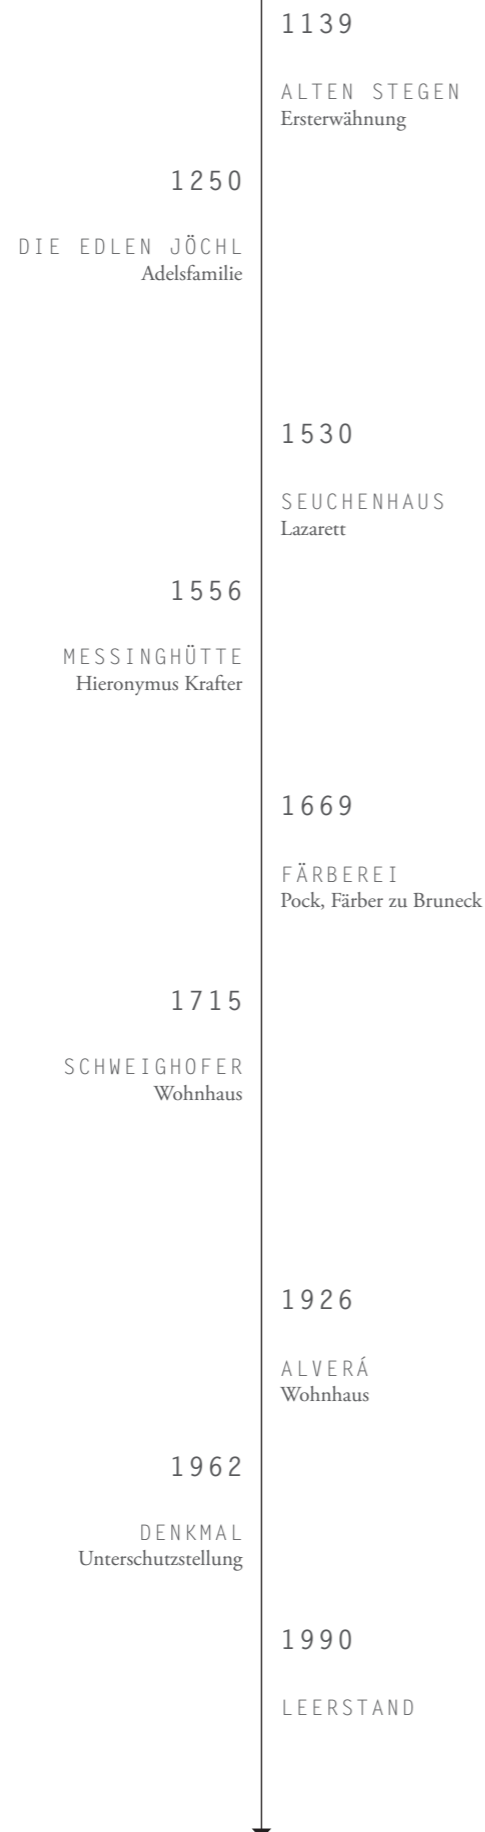 1139
ALTEN STEGEN
Ersterwähnung
1250
DIE EDLEN JÖCHL
Adelsfamilie
1530
SEUCHENHAUS
Lazarett
1556
MESSINGHÜTTE
Hieronymus Krafter
1669
FÄRBEREI
Pock, Färber zu Bruneck
1715
SCHWEIGHOFER
Wohnhaus
1926
ALVERÁ
Wohnhaus
1962
DENKMAL
Unterschutzstellung
1990
LEERSTAND